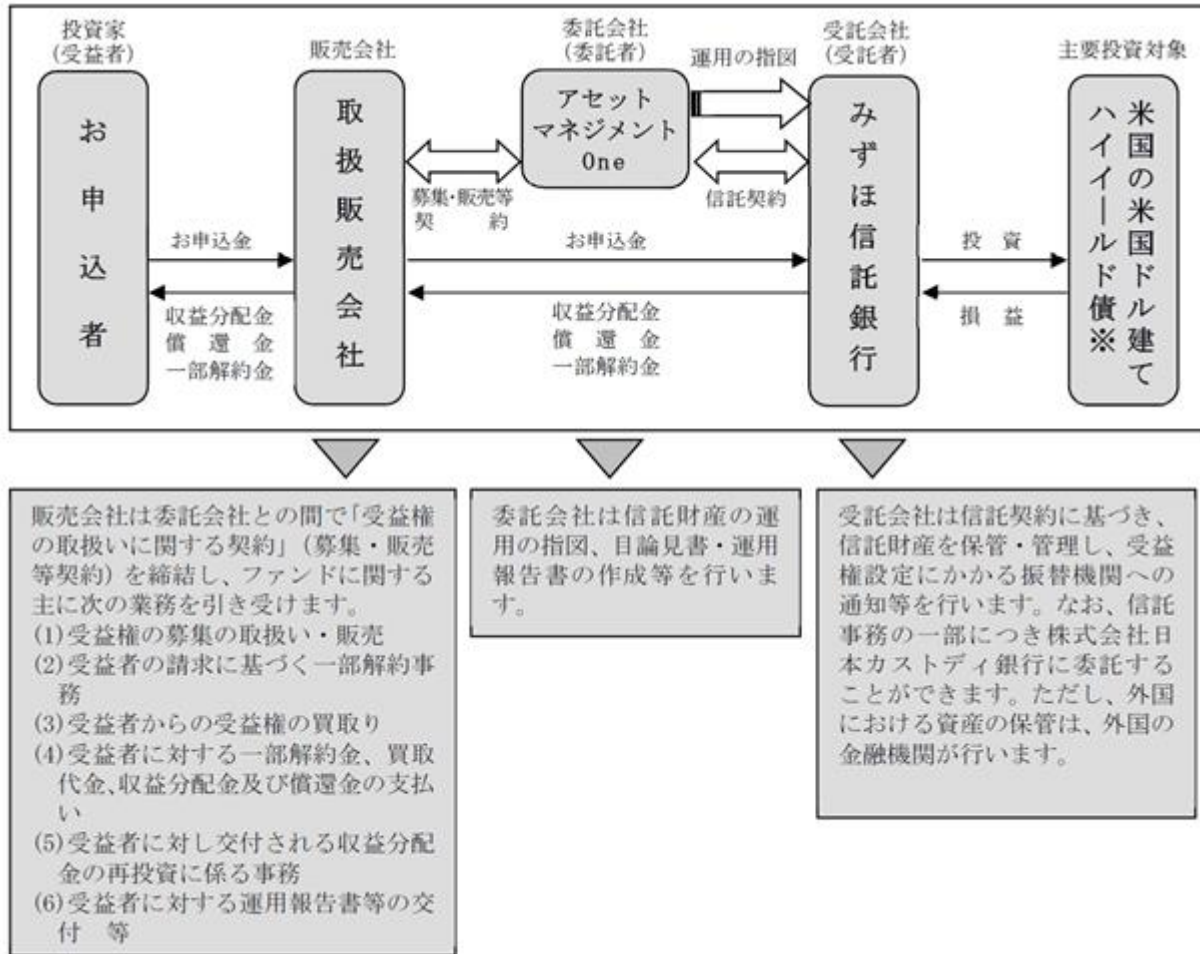 投資家
(受益者)
お申込者
販売会社
取扱販売会社
委託会社
(委託者)
アセット
マネジメント
One
運用の指図
受託会社
(受託者)
みずほ信託銀行
主要投資対象
米国の米国ドル建て
ハイイールド債※
募集・販売等
契　　約
信託契約
お申込金
収益分配金
償　還　金
一部解約金
お申込金
収益分配金
償　還　金
一部解約金
投　資
損　益
販売会社は委託会社との間で「受益権
の取扱いに関する契約」(募集・販売
等契約)を締結し、ファンドに関する
主に次の業務を引き受けます。
(1)受益権の募集の取扱い・販売
(2)受益者の請求に基づく一部解約事
務
(3)受益者からの受益権の買取り
(4)受益者に対する一部解約金、買取
代金、収益分配金及び償還金の支払
い
(5)受益者に対し交付される収益分配
金の再投資に係る事務
(6)受益者に対する運用報告書等の交
付　等
委託会社は信託財産の運
用の指図、目論見書・運用
報告書の作成等を行いま
す。
受託会社は信託契約に基づき、
信託財産を保管・管理し、受益
権設定にかかる振替機関への
通知等を行います。なお、信託
事務の一部につき株式会社日
本カストディ銀行に委託する
ことができます。ただし、外国
における資産の保管は、外国の
金融機関が行います。